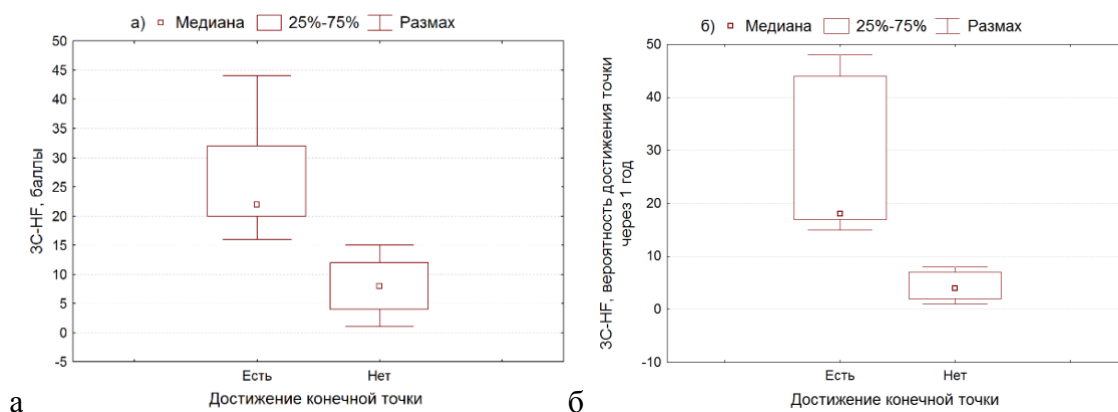 а) Медиана 25%-75% Размах
50
45
40
35
30
25
20
15
10
5
0
-5
3C-HF, баллы
Есть Нет
Достижение конечной точки
а
б) Медиана 25%-75% Размах
50
40
30
20
10
0
-10
3C-HF, вероятность достижения точки
через 1 год
Есть Нет
Достижение конечной точки
б